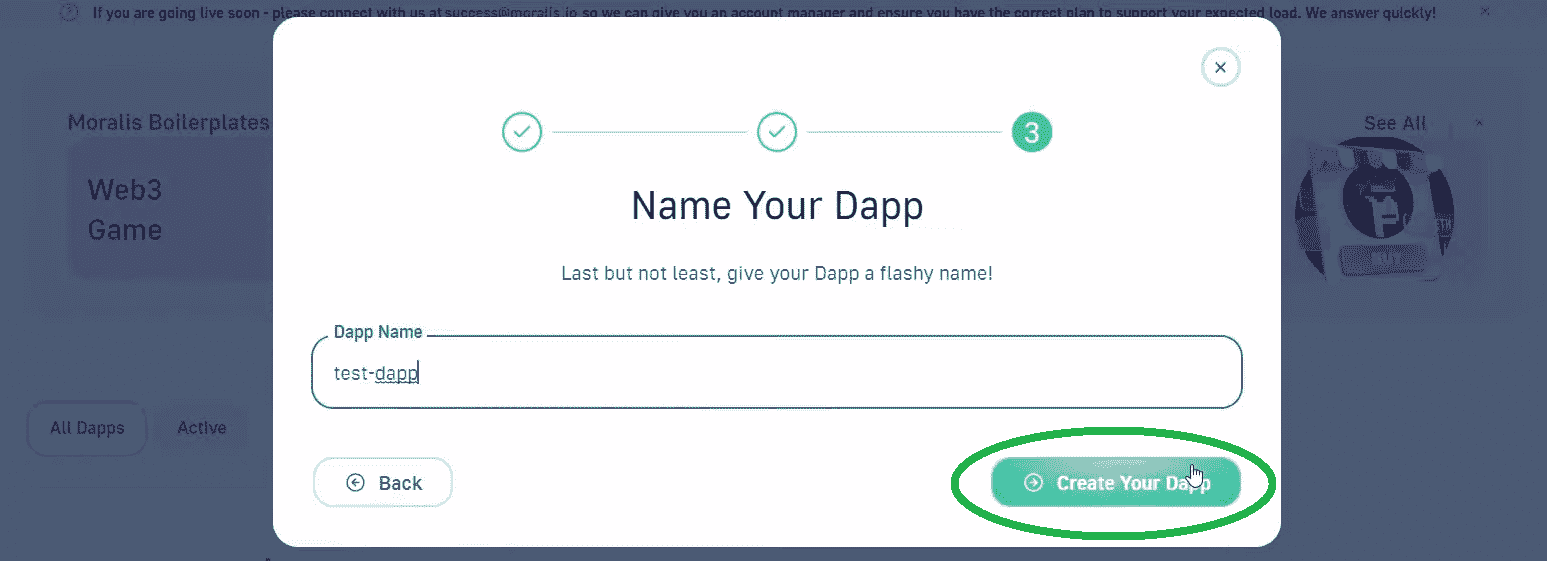 If you are going live soon - please connect with us at success@moralis.io so we can give you an account manager and ensure you have the correct plan to support your expected load. We answer quickly!
Moralis Boilerplates
See All
Web3
Game
3
Name Your Dapp
Last but not least, give your Dapp a flashy name!
Dapp Name
test-dapp
All Dapps
Active
Back
Create Your Dapp